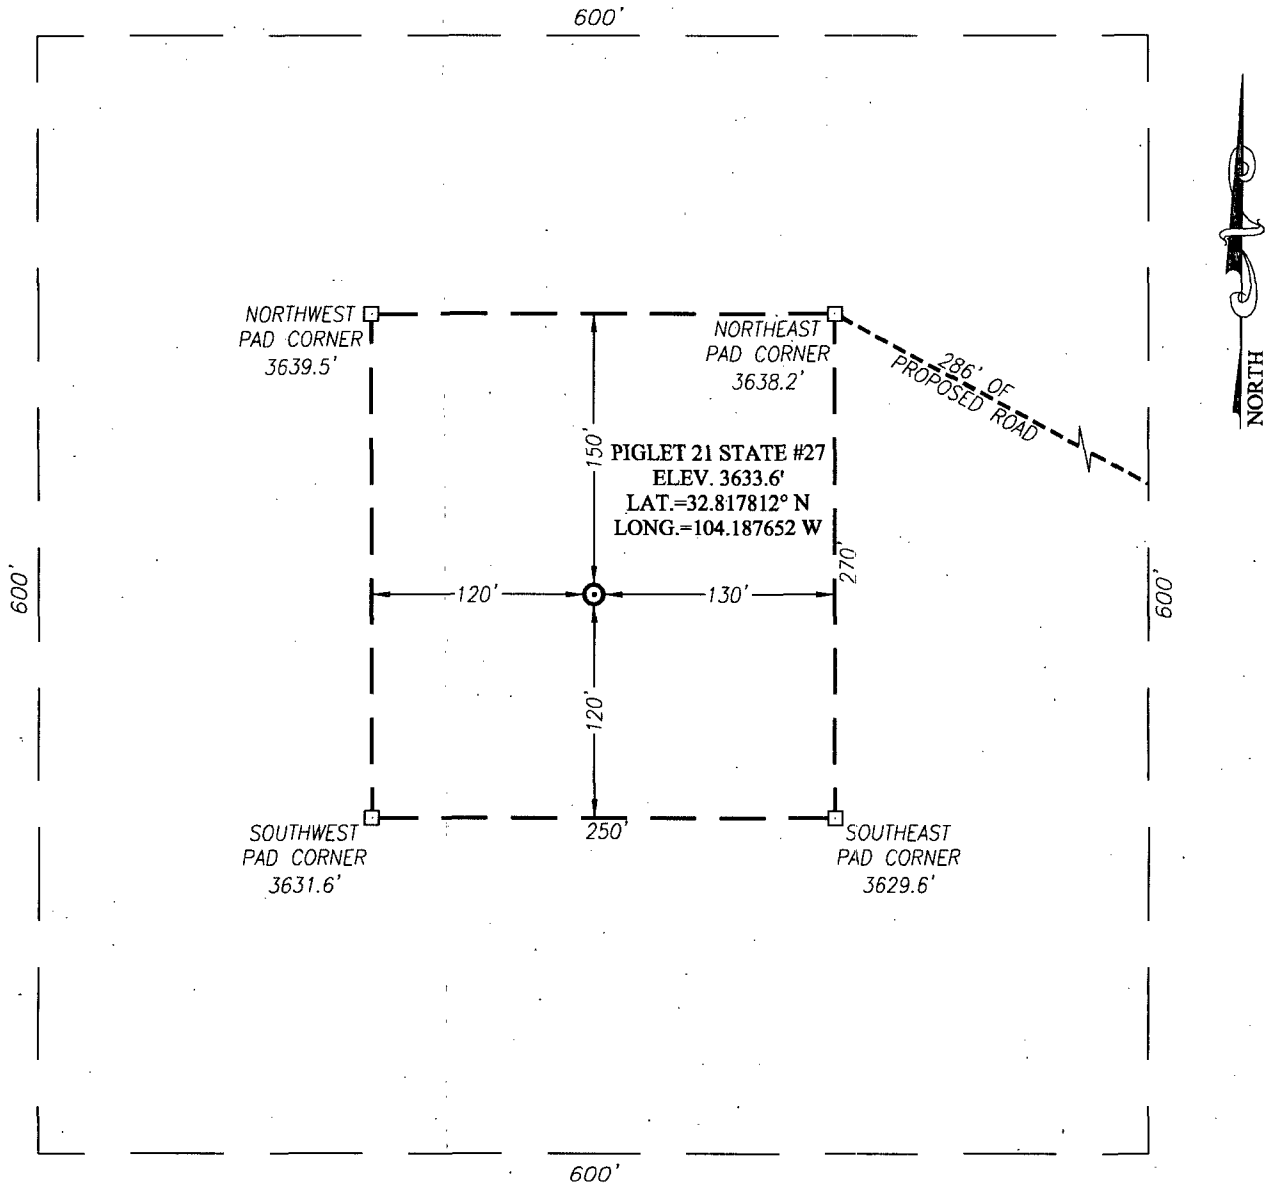 600'
NORTHWEST
PAD CORNER
3639.5'
NORTHEAST
PAD CORNER
3638.2'
286' OF
PROPOSED ROAD
NORTH
150'
PIGLET 21 STATE #27
ELEV. 3633.6'
LAT.=32.817812° N
LONG.=104.187652 W
270'
600'
120'
130'
600'
120'
250'
SOUTHWEST
PAD CORNER
3631.6'
SOUTHEAST
PAD CORNER
3629.6'
600'